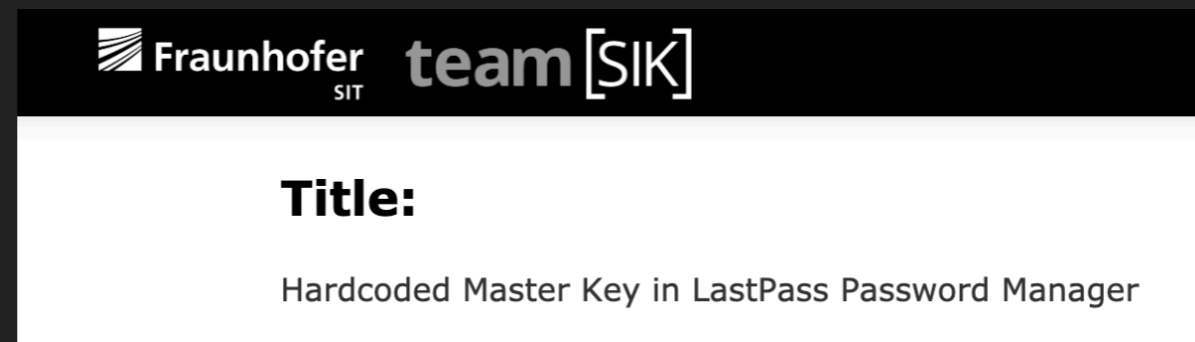 Fraunhofer team[SIK]
SIT
Title:
Hardcoded Master Key in LastPass Password Manager